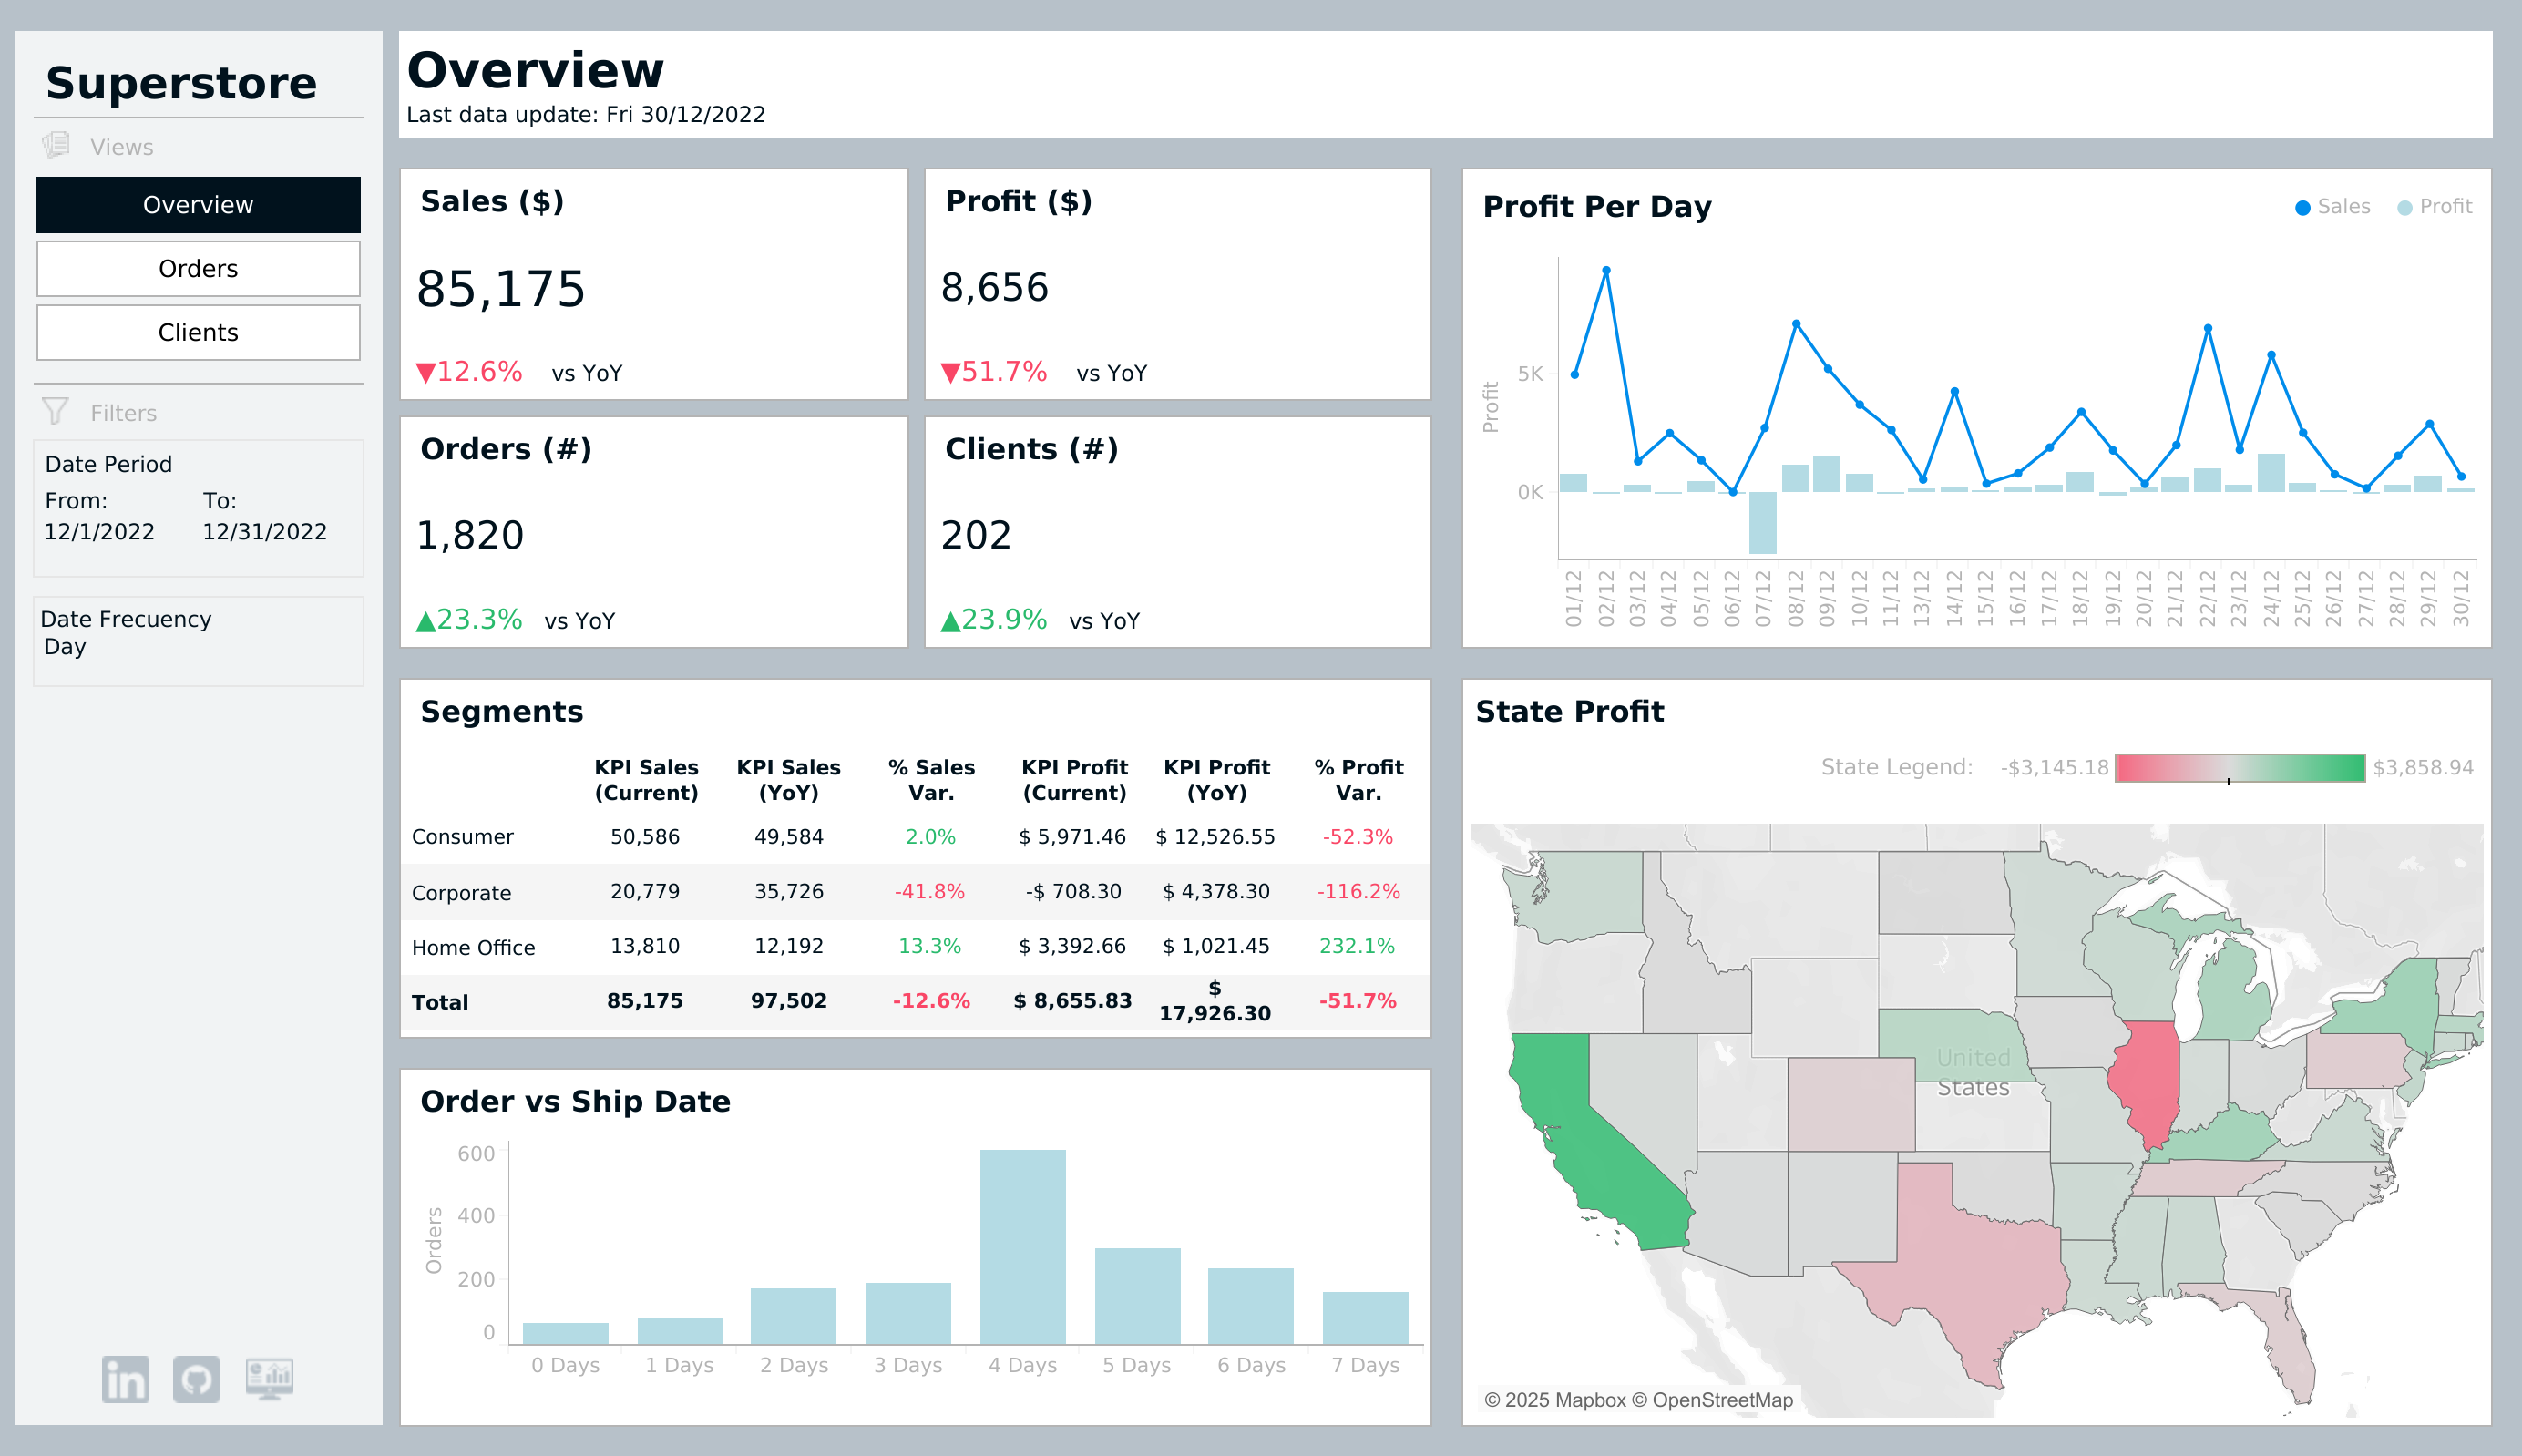 Superstore
Views
Overview
Orders
Clients
Filters
Date Period
From: To:
12/1/2022 12/31/2022
Date Frecuency
Day
in
Overview
Last data update: Fri 30/12/2022
Sales ($)
85,175
▼12.6% vs YoY
Profit ($)
8,656
▼51.7% vs YoY
Orders (#)
1,820
▲23.3% vs YoY
Clients (#)
202
▲23.9% vs YoY
Profit Per Day
Sales Profit
Profit
5K
0K
01/12 02/12 03/12 04/12 05/12 06/12 07/12 08/12 09/12 10/12 11/12 13/12 14/12 15/12 16/12 17/12 18/12 19/12 20/12 21/12 22/12 23/12 24/12 25/12 26/12 27/12 28/12 29/12 30/12
Segments
KPI Sales KPI Sales % Sales KPI Profit KPI Profit % Profit
(Current) (YoY) Var. (Current) (YoY) Var.
Consumer 50,586 49,584 2.0% $ 5,971.46 $ 12,526.55 -52.3%
Corporate 20,779 35,726 -41.8% -$ 708.30 $ 4,378.30 -116.2%
Home Office 13,810 12,192 13.3% $ 3,392.66 $ 1,021.45 232.1%
Total 85,175 97,502 -12.6% $ 8,655.83 $ 17,926.30 -51.7%
Order vs Ship Date
Orders
600
400
200
0
0 Days 1 Days 2 Days 3 Days 4 Days 5 Days 6 Days 7 Days
State Profit
State Legend: -$3,145.18 $3,858.94
United
States
© 2025 Mapbox © OpenStreetMap